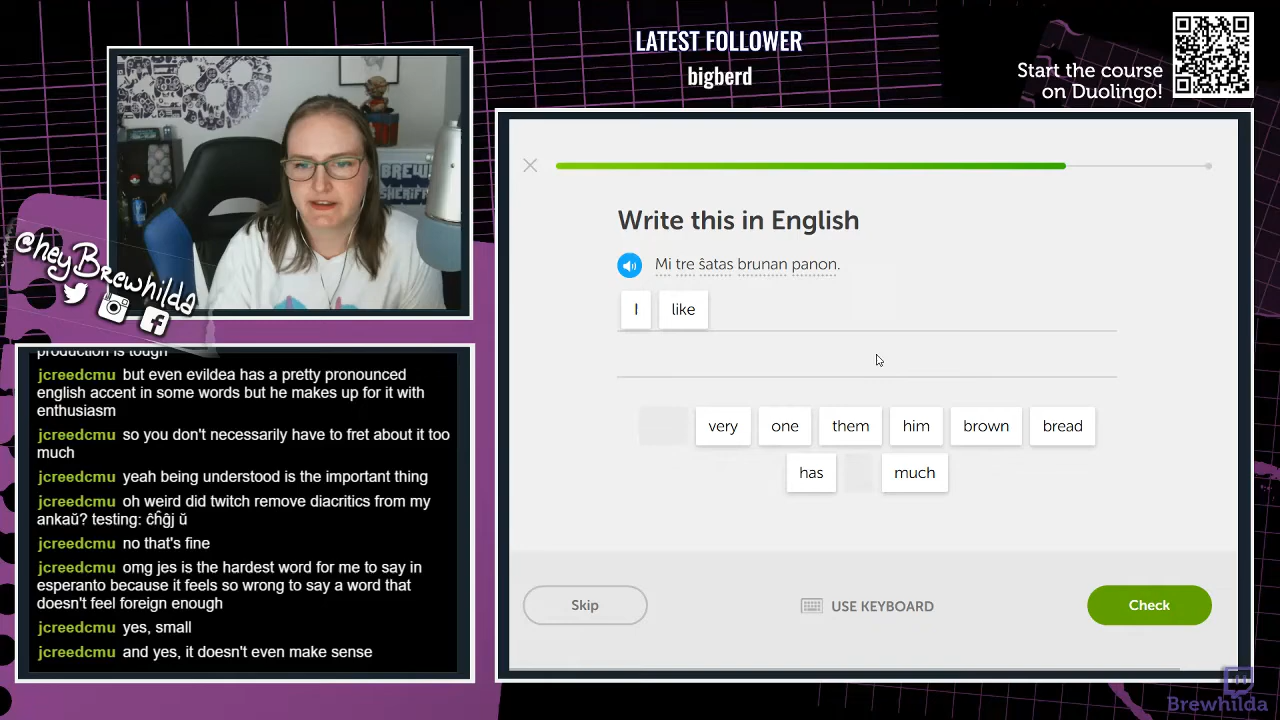 LATEST FOLLOWER
bigberd
Start the course
on Duolingo!
@heyBrewhilda
BREW
SHERIFF
production is tough
jcreedcmu but even evildea has a pretty pronounced
english accent in some words but he makes up for it with
enthusiasm
jcreedcmu so you don't necessarily have to fret about it too
much
jcreedcmu yeah being understood is the important thing
jcreedcmu oh weird did twitch remove diacritics from my
ankaŭ? testing: ĉĥĝj ŭ
jcreedcmu no that's fine
jcreedcmu omg jes is the hardest word for me to say in
esperanto because it feels so wrong to say a word that
doesn't feel foreign enough
jcreedcmu yes, small
jcreedcmu and yes, it doesn't even make sense
Write this in English
Mi tre ŝatas brunan panon.
I like
very one them him brown bread
has much
Skip
USE KEYBOARD
Check
Brewhilda